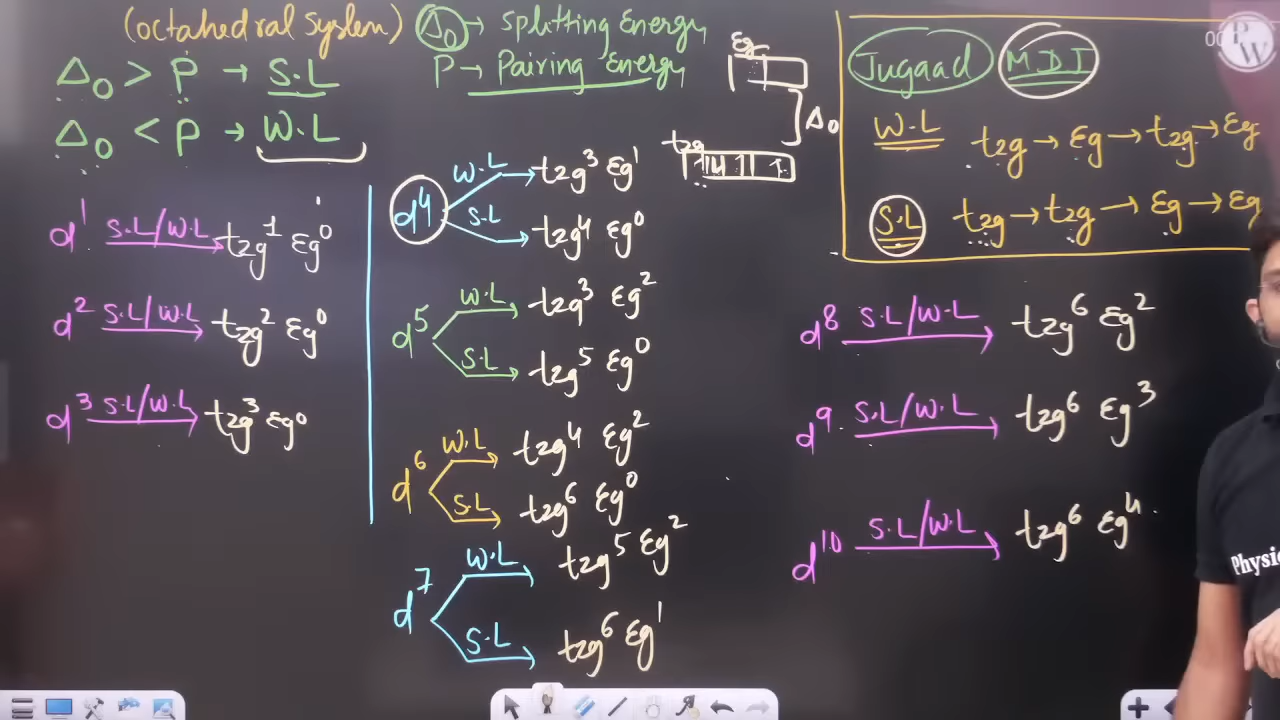 (octahedral system)
Δo → Splitting Energy
P → Pairing Energy
Δo > P → S.L
Δo < P → W.L
Eg
Δo
t2g
Jugaad MDJ
W.L t2g → Eg → t2g → Eg
S.L t2g → t2g → Eg → Eg
d¹ S.L/W.L t2g¹ Eg⁰
d² S.L/W.L t2g² Eg⁰
d³ S.L/W.L t2g³ Eg⁰
d⁴
W.L t2g³ Eg¹
S.L t2g⁴ Eg⁰
d⁵
W.L t2g³ Eg²
S.L t2g⁵ Eg⁰
d⁶
W.L t2g⁴ Eg²
S.L t2g⁶ Eg⁰
d⁷
W.L t2g⁵ Eg²
S.L t2g⁶ Eg¹
d⁸ S.L/W.L t2g⁶ Eg²
d⁹ S.L/W.L t2g⁶ Eg³
d¹⁰ S.L/W.L t2g⁶ Eg⁴
PW
Physic